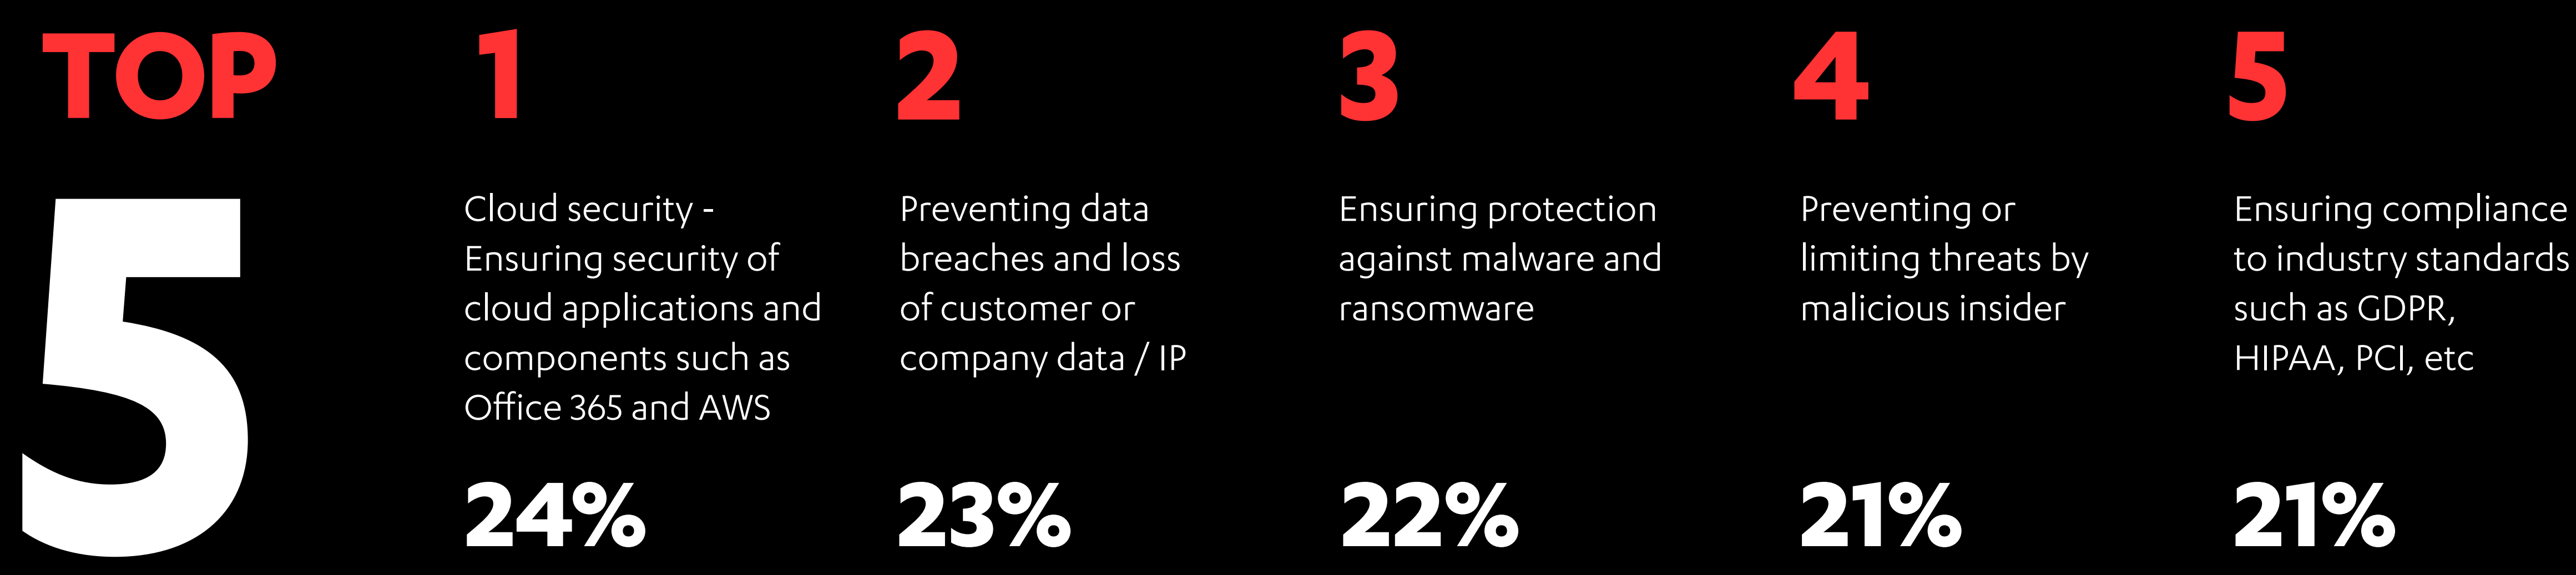 TOP
5
1
Cloud security -
Ensuring security of
cloud applications and
components such as
Office 365 and AWS
24%
2
Preventing data
breaches and loss
of customer or
company data / IP
23%
3
Ensuring protection
against malware and
ransomware
22%
4
Preventing or
limiting threats by
malicious insider
21%
5
Ensuring compliance
to industry standards
such as GDPR,
HIPAA, PCI, etc
21%